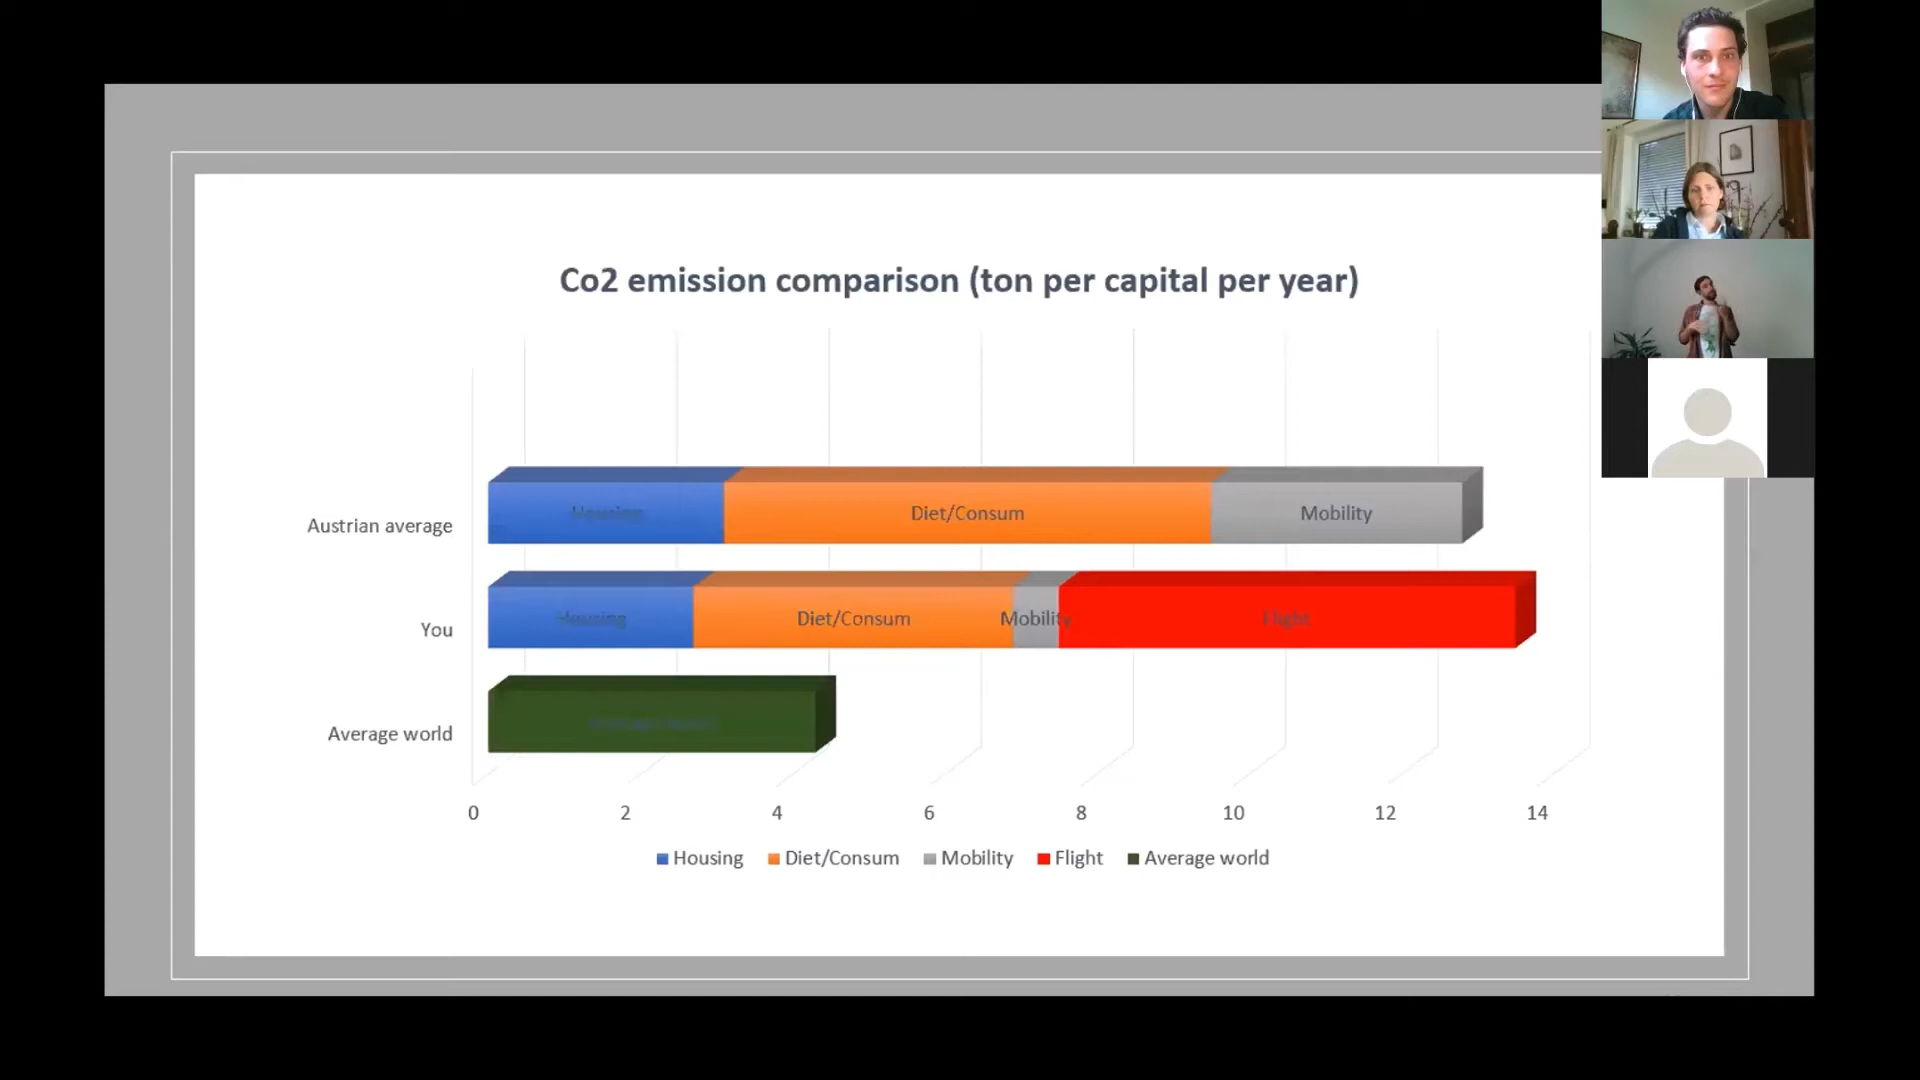 Co2 emission comparison (ton per capital per year)
Austrian average
Housing
Diet/Consum
Mobility
You
Housing
Diet/Consum
Mobility
Flight
Average world
Average world
0 2 4 6 8 10 12 14
Housing Diet/Consum Mobility Flight Average world